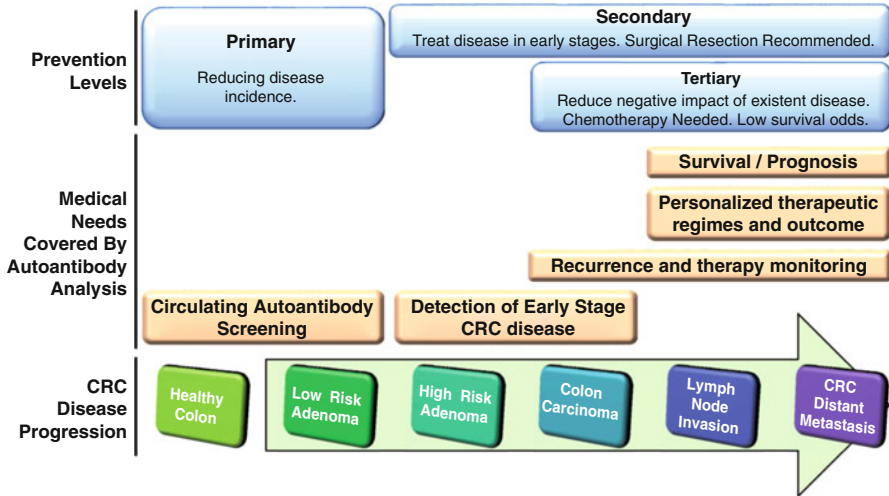 Prevention
Levels
Primary
Reducing disease
incidence.
Secondary
Treat disease in early stages. Surgical Resection Recommended.
Tertiary
Reduce negative impact of existent disease.
Chemotherapy Needed. Low survival odds.
Medical
Needs
Covered By
Autoantibody
Analysis
Survival / Prognosis
Personalized therapeutic
regimes and outcome
Recurrence and therapy monitoring
Circulating Autoantibody
Screening
Detection of Early Stage
CRC disease
CRC
Disease
Progression
Healthy
Colon
Low Risk
Adenoma
High Risk
Adenoma
Colon
Carcinoma
Lymph
Node
Invasion
CRC
Distant
Metastasis